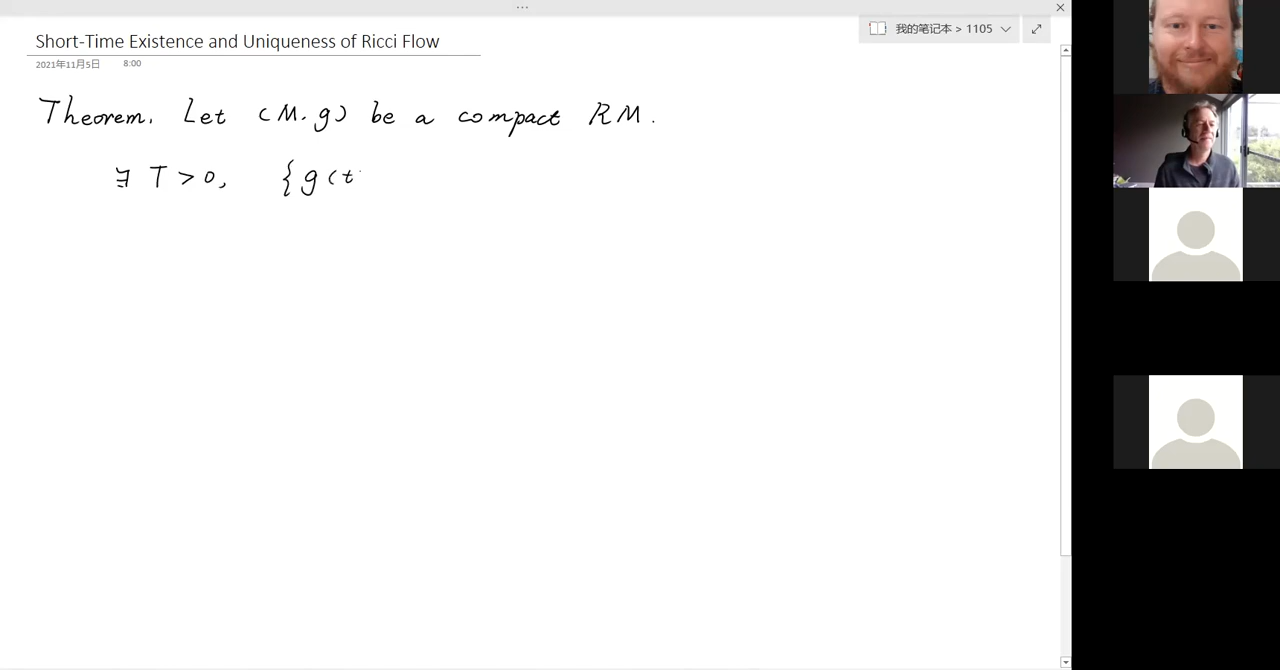 Short-Time Existence and Uniqueness of Ricci Flow
2021年11月5日 8:00
我的笔记本 > 1105
Theorem. Let (M, g) be a compact RM.
∃ T > 0, { g(t